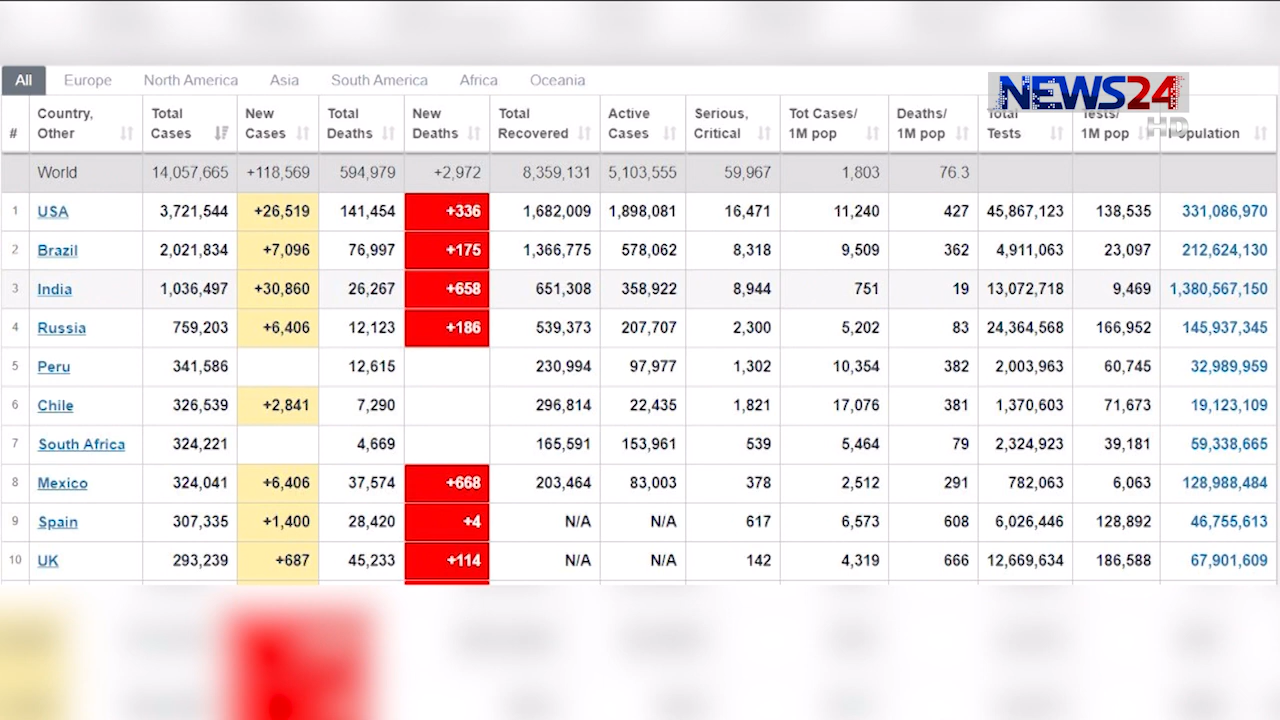 All Europe North America Asia South America Africa Oceania
NEWS24
HD
# Country, Other Total Cases New Cases Total Deaths New Deaths Total Recovered Active Cases Serious, Critical Tot Cases/ 1M pop Deaths/ 1M pop Total Tests Tests/ 1M pop Population
World 14,057,665 +118,569 594,979 +2,972 8,359,131 5,103,555 59,967 1,803 76.3
1 USA 3,721,544 +26,519 141,454 +336 1,682,009 1,898,081 16,471 11,240 427 45,867,123 138,535 331,086,970
2 Brazil 2,021,834 +7,096 76,997 +175 1,366,775 578,062 8,318 9,509 362 4,911,063 23,097 212,624,130
3 India 1,036,497 +30,860 26,267 +658 651,308 358,922 8,944 751 19 13,072,718 9,469 1,380,567,150
4 Russia 759,203 +6,406 12,123 +186 539,373 207,707 2,300 5,202 83 24,364,568 166,952 145,937,345
5 Peru 341,586 12,615 230,994 97,977 1,302 10,354 382 2,003,963 60,745 32,989,959
6 Chile 326,539 +2,841 7,290 296,814 22,435 1,821 17,076 381 1,370,603 71,673 19,123,109
7 South Africa 324,221 4,669 165,591 153,961 539 5,464 79 2,324,923 39,181 59,338,665
8 Mexico 324,041 +6,406 37,574 +668 203,464 83,003 378 2,512 291 782,063 6,063 128,988,484
9 Spain 307,335 +1,400 28,420 +4 N/A N/A 617 6,573 608 6,026,446 128,892 46,755,613
10 UK 293,239 +687 45,233 +114 N/A N/A 142 4,319 666 12,669,634 186,588 67,901,609